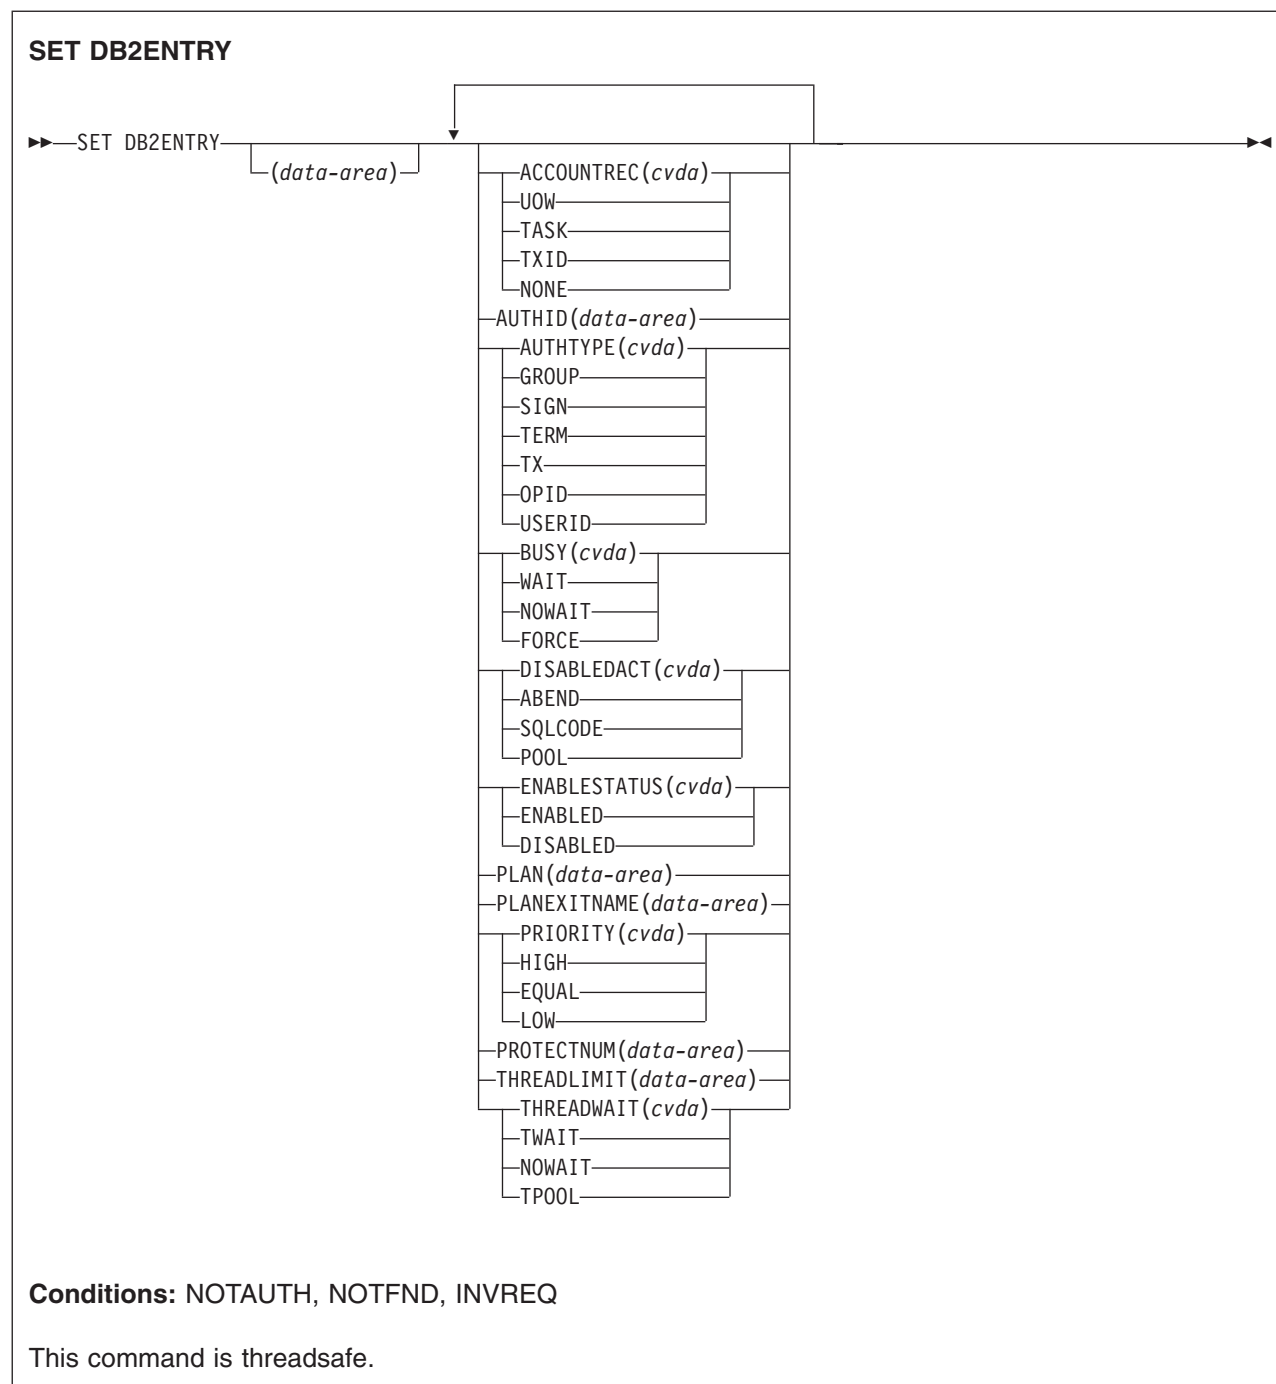 SET DB2ENTRY
SET DB2ENTRY
(data-area)
ACCOUNTREC(cvda)
UOW
TASK
TXID
NONE
AUTHID(data-area)
AUTHTYPE(cvda)
GROUP
SIGN
TERM
TX
OPID
USERID
BUSY(cvda)
WAIT
NOWAIT
FORCE
DISABLEDACT(cvda)
ABEND
SQLCODE
POOL
ENABLESTATUS(cvda)
ENABLED
DISABLED
PLAN(data-area)
PLANEXITNAME(data-area)
PRIORITY(cvda)
HIGH
EQUAL
LOW
PROTECTNUM(data-area)
THREADLIMIT(data-area)
THREADWAIT(cvda)
TWAIT
NOWAIT
TPOOL
Conditions: NOTAUTH, NOTFND, INVREQ
This command is threadsafe.